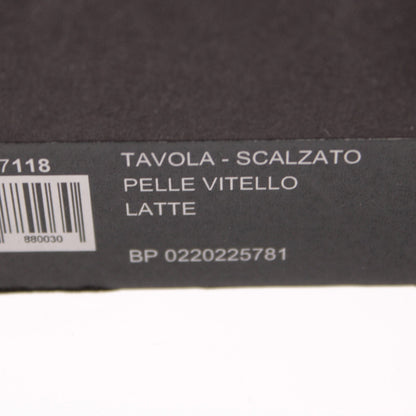 7118
880030
TAVOLA - SCALZATO
PELLE VITELLO
LATTE
BP 0220225781